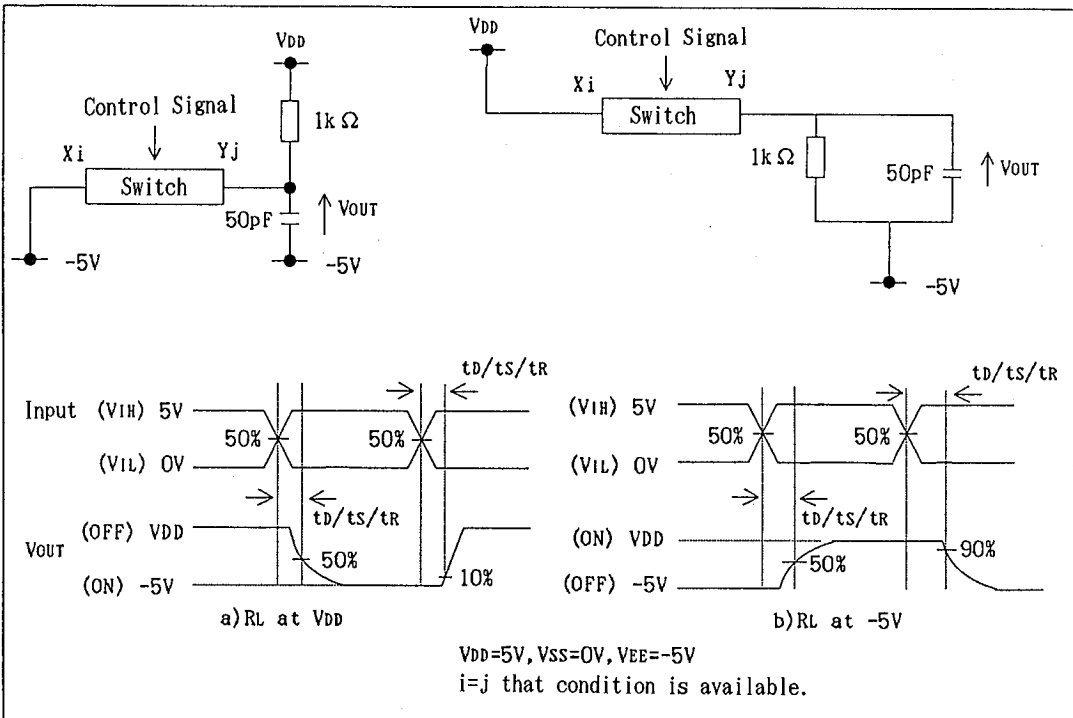 VDD
Control Signal
Xi Yj
Switch
1kΩ
50pF
VOUT
-5V
-5V
VDD
Control Signal
Xi Yj
Switch
1kΩ
50pF
VOUT
-5V
tD/tS/tR
Input (VIH) 5V
50% 50%
(VIL) 0V
tD/tS/tR
VOUT (OFF) VDD
50%
10%
(ON) -5V
a)RL at VDD
tD/tS/tR
(VIH) 5V
50% 50%
(VIL) 0V
tD/tS/tR
(ON) VDD
90%
50%
(OFF) -5V
b)RL at -5V
VDD=5V,VSS=0V,VEE=-5V
i=j that condition is available.